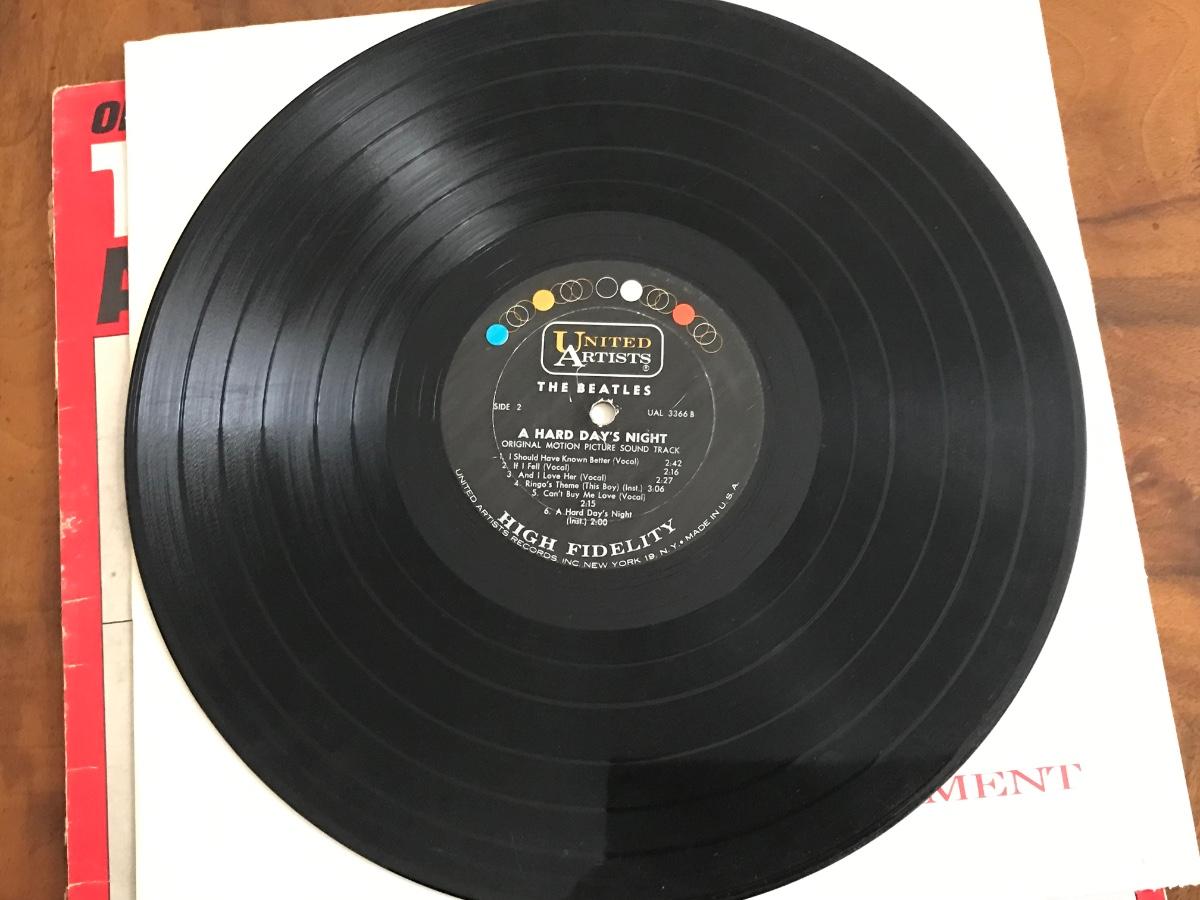 UNITED
ARTISTS
THE BEATLES
SIDE 2
UAL 3366 B
A HARD DAY'S NIGHT
ORIGINAL MOTION PICTURE SOUND TRACK
1. I Should Have Known Better (Vocal) 2:42
2. If I Fell (Vocal) 2:16
3. And I Love Her (Vocal) 2:27
4. Ringo's Theme (This Boy) (Inst.) 3:06
5. Can't Buy Me Love (Vocal)
2:15
6. A Hard Day's Night
(Inst.) 2:00
HIGH FIDELITY
UNITED ARTISTS RECORDS, INC. NEW YORK 19, N. Y. • MADE IN U. S. A.